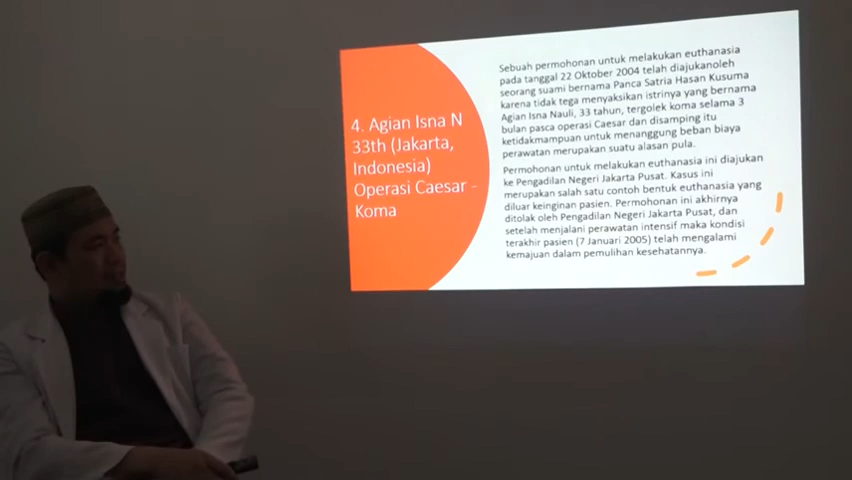 4. Agian Isna N
33th (Jakarta,
Indonesia)
Operasi Caesar -
Koma
Sebuah permohonan untuk melakukan euthanasia
pada tanggal 22 Oktober 2004 telah diajukanoleh
seorang suami bernama Panca Satria Hasan Kusuma
karena tidak tega menyaksikan istrinya yang bernama
Agian Isna Nauli, 33 tahun, tergolek koma selama 3
bulan pasca operasi Caesar dan disamping itu
ketidakmampuan untuk menanggung beban biaya
perawatan merupakan suatu alasan pula.
Permohonan untuk melakukan euthanasia ini diajukan
ke Pengadilan Negeri Jakarta Pusat. Kasus ini
merupakan salah satu contoh bentuk euthanasia yang
diluar keinginan pasien. Permohonan ini akhirnya
ditolak oleh Pengadilan Negeri Jakarta Pusat, dan
setelah menjalani perawatan intensif maka kondisi
terakhir pasien (7 Januari 2005) telah mengalami
kemajuan dalam pemulihan kesehatannya.